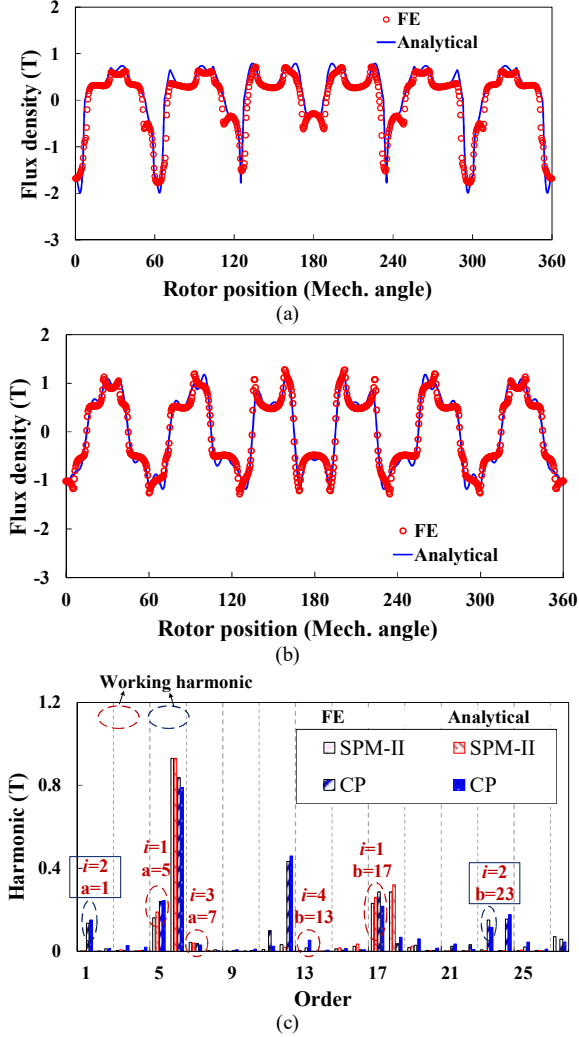 2
1
0
-1
-2
-3
Flux density (T)
FE
Analytical
0 60 120 180 240 300 360
Rotor position (Mech. angle)
(a)
2
1
0
-1
-2
-3
Flux density (T)
FE
Analytical
0 60 120 180 240 300 360
Rotor position (Mech. angle)
(b)
Working harmonic
1.2
0.8
0.4
0
Harmonic (T)
FE Analytical
SPM-II SPM-II
CP CP
i=2
a=1
i=1
a=5
i=3
a=7
i=4
b=13
i=1
b=17
i=2
b=23
1 5 9 13 17 21 25
Order
(c)